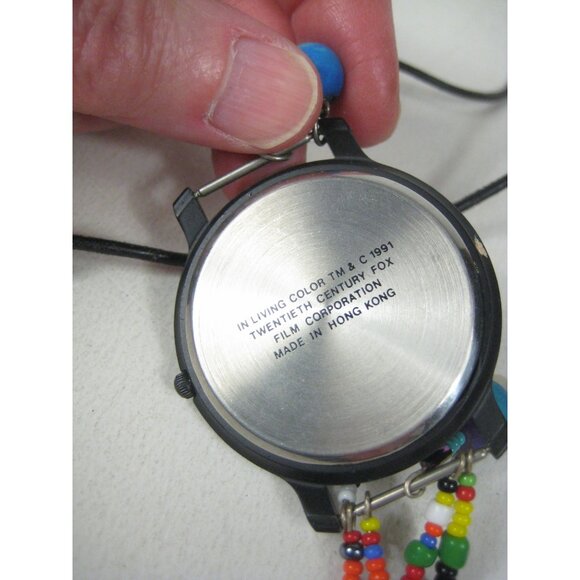 IN LIVING COLOR TM & C 1991
TWENTIETH CENTURY FOX
FILM CORPORATION
MADE IN HONG KONG